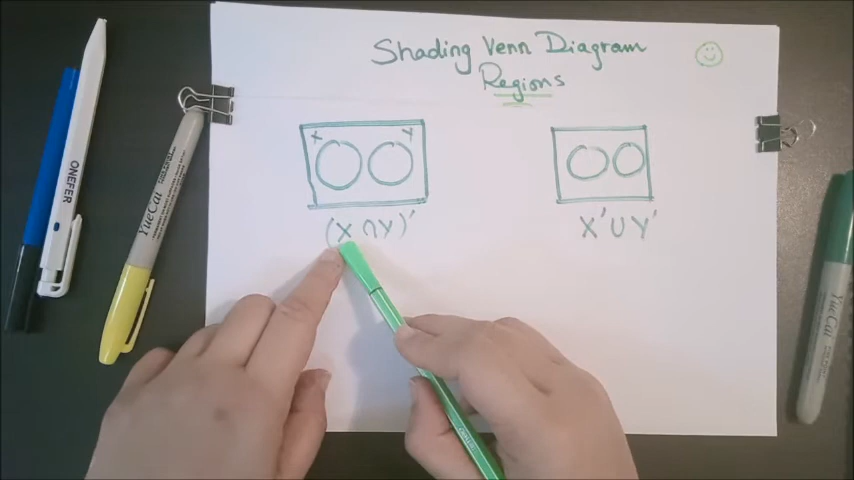 Shading Venn Diagram
Regions
X Y
(X ∩ Y)'
X' ∪ Y'
ONEFER
YueCai
YueCai